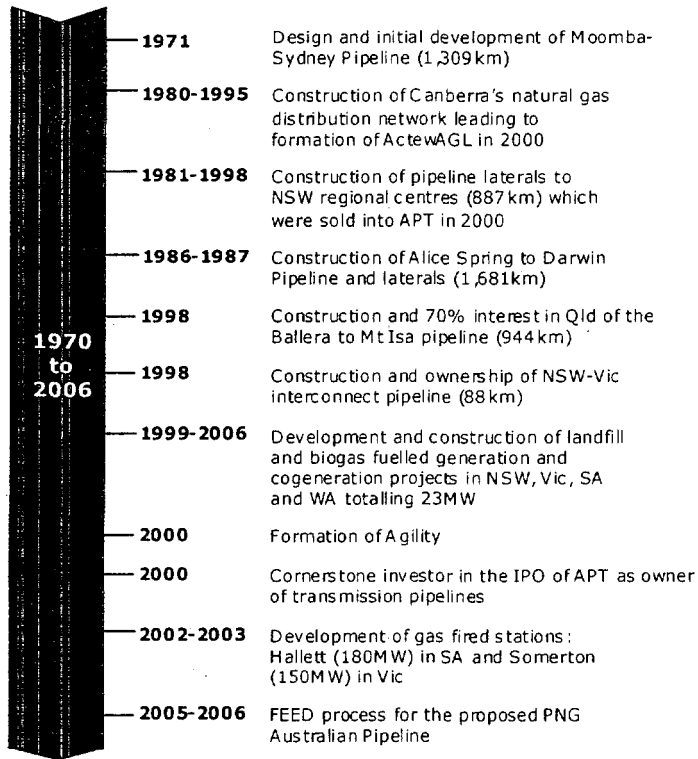 1970
to
2006
1971
Design and initial development of Moomba-
Sydney Pipeline (1,309km)
1980-1995
Construction of Canberra's natural gas
distribution network leading to
formation of ActewAGL in 2000
1981-1998
Construction of pipeline laterals to
NSW regional centres (887km) which
were sold into APT in 2000
1986-1987
Construction of Alice Spring to Darwin
Pipeline and laterals (1,681km)
1998
Construction and 70% interest in Qld of the
Ballera to Mt Isa pipeline (944km)
1998
Construction and ownership of NSW-Vic
interconnect pipeline (88km)
1999-2006
Development and construction of landfill
and biogas fuelled generation and
cogeneration projects in NSW, Vic, SA
and WA totalling 23MW
2000
Formation of Agility
2000
Cornerstone investor in the IPO of APT as owner
of transmission pipelines
2002-2003
Development of gas fired stations:
Hallett (180MW) in SA and Somerton
(150MW) in Vic
2005-2006
FEED process for the proposed PNG
Australian Pipeline